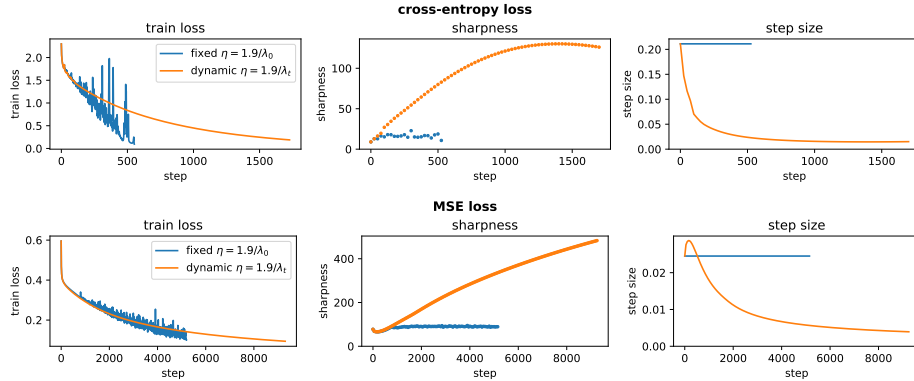 cross-entropy loss
train loss
sharpness
step size
train loss
2.0
1.5
1.0
0.5
0.0
fixed η = 1.9/λ₀
dynamic η = 1.9/λₜ
0 500 1000 1500
step
sharpness
100
50
0
0 500 1000 1500
step
step size
0.20
0.15
0.10
0.05
0.00
0 500 1000 1500
step
MSE loss
train loss
sharpness
step size
train loss
0.6
0.4
0.2
fixed η = 1.9/λ₀
dynamic η = 1.9/λₜ
0 2000 4000 6000 8000
step
sharpness
400
200
0
0 2000 4000 6000 8000
step
step size
0.02
0.01
0.00
0 2000 4000 6000 8000
step